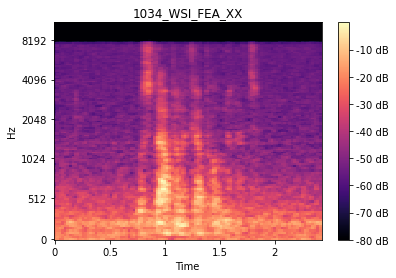 1034_WSI_FEA_XX
8192
4096
2048
1024
512
0
Hz
0
0.5
1
1.5
2
Time
-10 dB
-20 dB
-30 dB
-40 dB
-50 dB
-60 dB
-70 dB
-80 dB